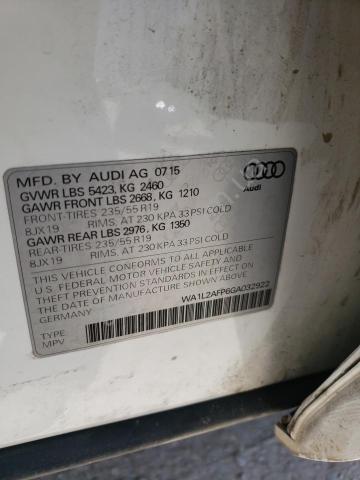 MFD. BY AUDI AG 07/15
GVWR LBS 5423, KG 2460
GAWR FRONT LBS 2668, KG 1210
FRONT-TIRES 235/55 R19
8JX19 RIMS, AT 230 KPA 33 PSI COLD
GAWR REAR LBS 2976, KG 1350
REAR-TIRES 235/55 R19
8JX19 RIMS, AT 230 KPA 33 PSI COLD
THIS VEHICLE CONFORMS TO ALL APPLICABLE
U.S. FEDERAL MOTOR VEHICLE SAFETY AND
THEFT PREVENTION STANDARDS IN EFFECT ON
THE DATE OF MANUFACTURE SHOWN ABOVE.
GERMANY
WA1L2AFP6GA032922
TYPE:
MPV
Audi